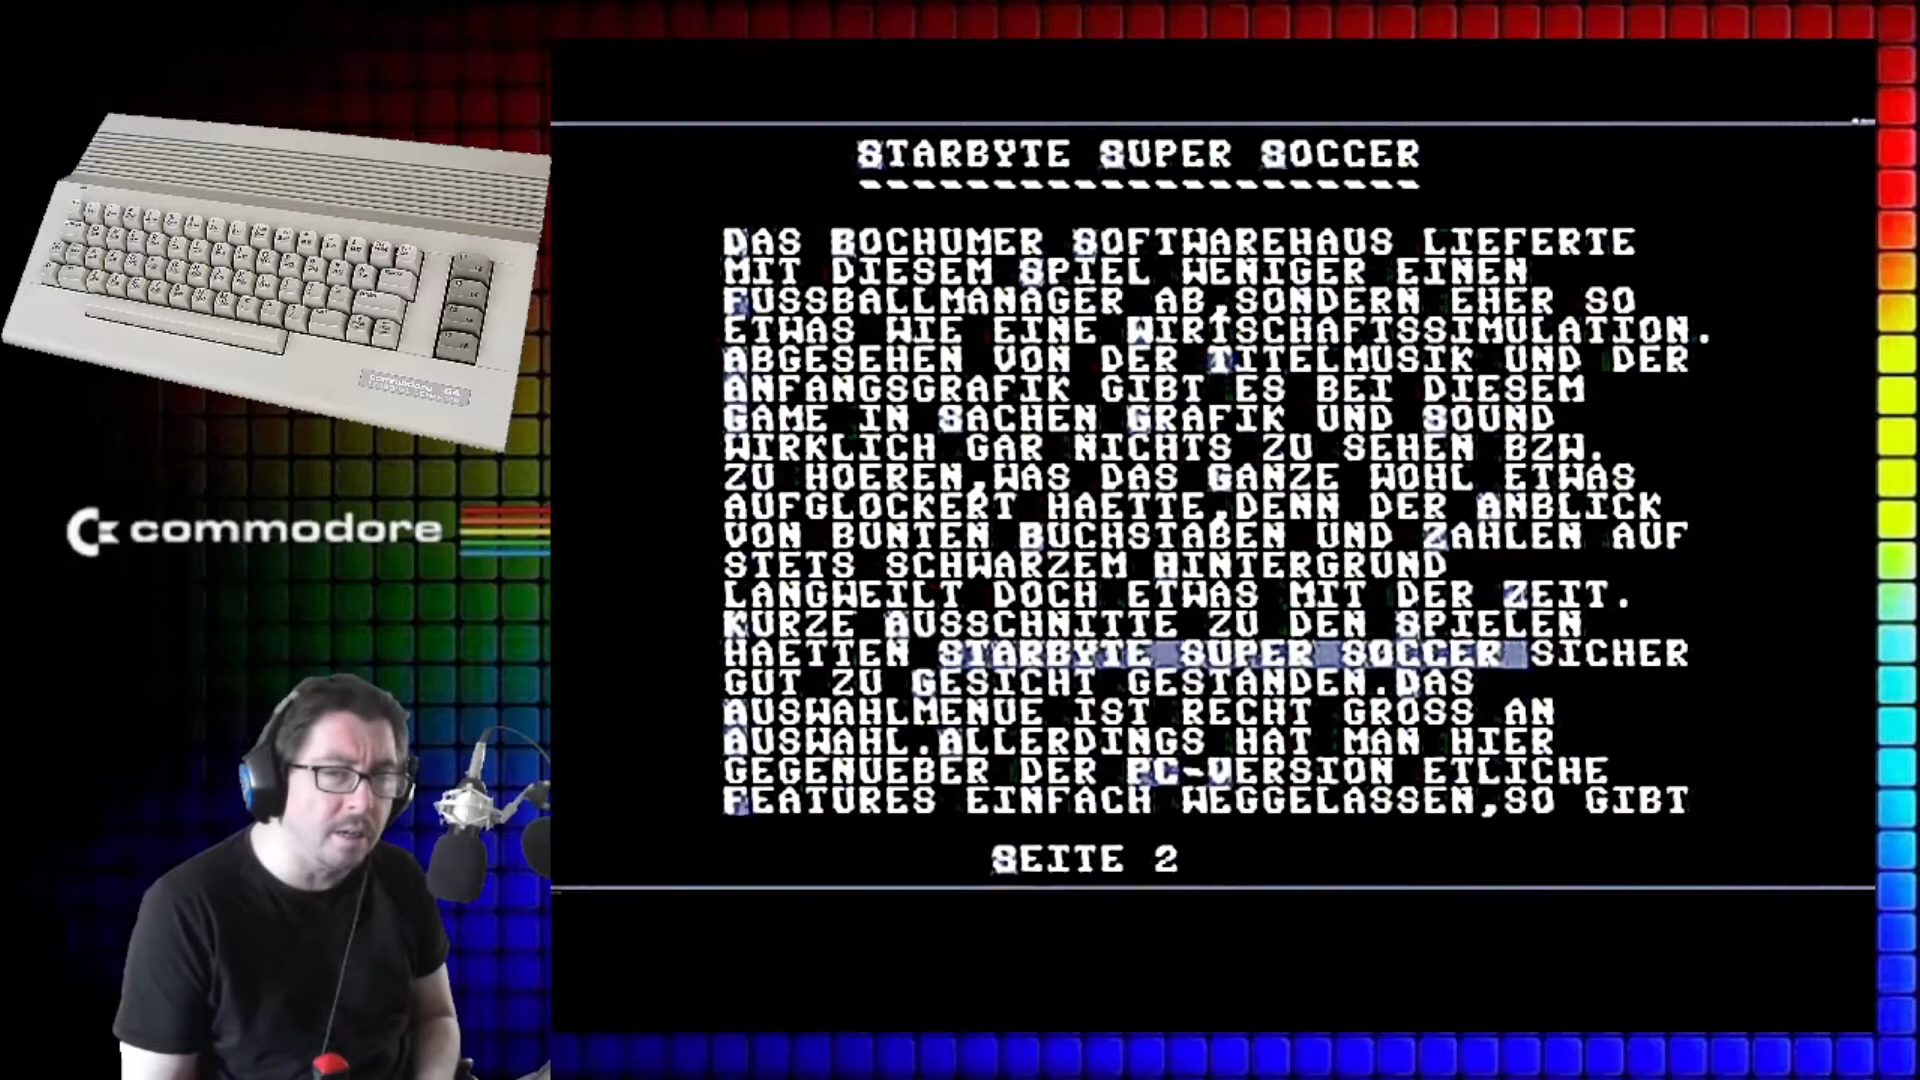 STARBYTE SUPER SOCCER
---------------------
DAS BOCHUMER SOFTWAREHAUS LIEFERTE
MIT DIESEM SPIEL WENIGER EINEN
FUSSBALLMANAGER AB,SONDERN EHER SO
ETWAS WIE EINE WIRTSCHAFTSSIMULATION.
ABGESEHEN VON DER TITELMUSIK UND DER
ANFANGSGRAFIK GIBT ES BEI DIESEM
GAME IN SACHEN GRAFIK UND SOUND
WIRKLICH GAR NICHTS ZU SEHEN BZW.
ZU HOEREN,WAS DAS GANZE WOHL ETWAS
AUFGLOCKERT HAETTE,DENN DER ANBLICK
VON BUNTEN BUCHSTABEN UND ZAHLEN AUF
STETS SCHWARZEM HINTERGRUND
LANGWEILT DOCH ETWAS MIT DER ZEIT.
KURZE AUSSCHNITTE ZU DEN SPIELEN
HAETTEN STARBYTE SUPER SOCCER SICHER
GUT ZU GESICHT GESTANDEN.DAS
AUSWAHLMENUE IST RECHT GROSS AN
AUSWAHL.ALLERDINGS HAT MAN HIER
GEGENUEBER DER PC-VERSION ETLICHE
FEATURES EINFACH WEGGELASSEN,SO GIBT
SEITE 2
commodore 64
commodore